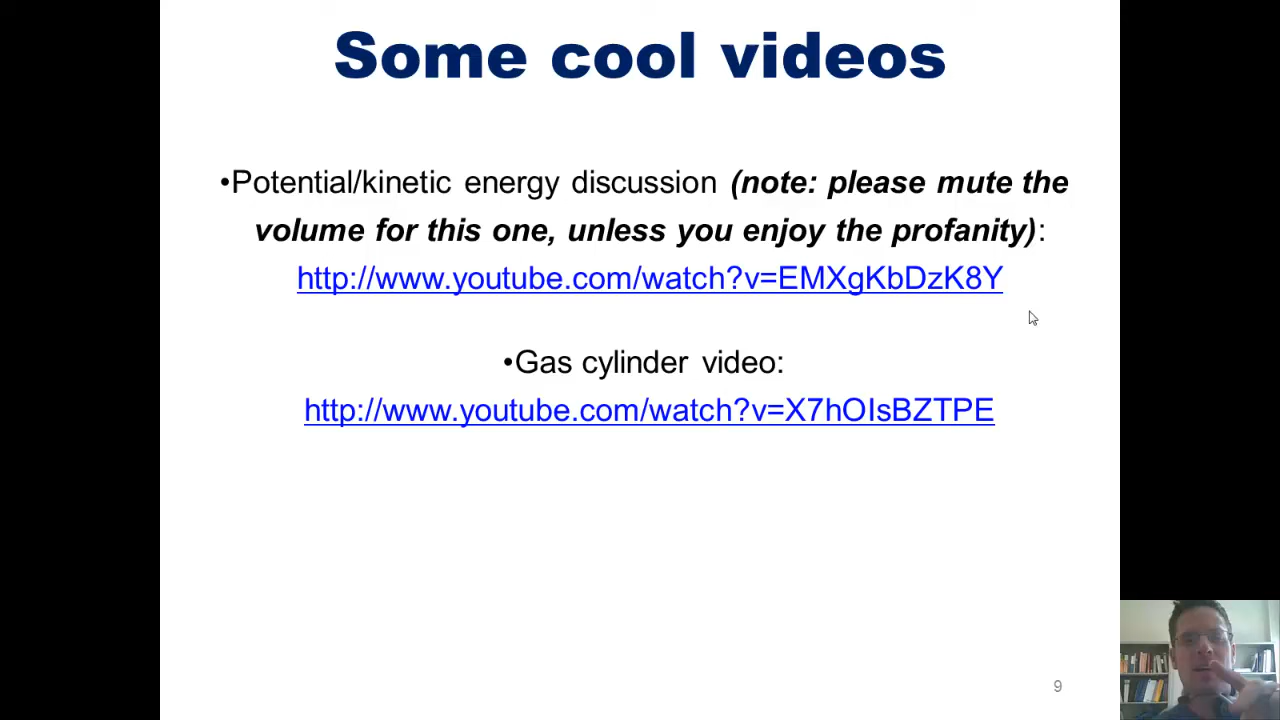 Some cool videos
•Potential/kinetic energy discussion (note: please mute the
volume for this one, unless you enjoy the profanity):
http://www.youtube.com/watch?v=EMXgKbDzK8Y
•Gas cylinder video:
http://www.youtube.com/watch?v=X7hOIsBZTPE
9